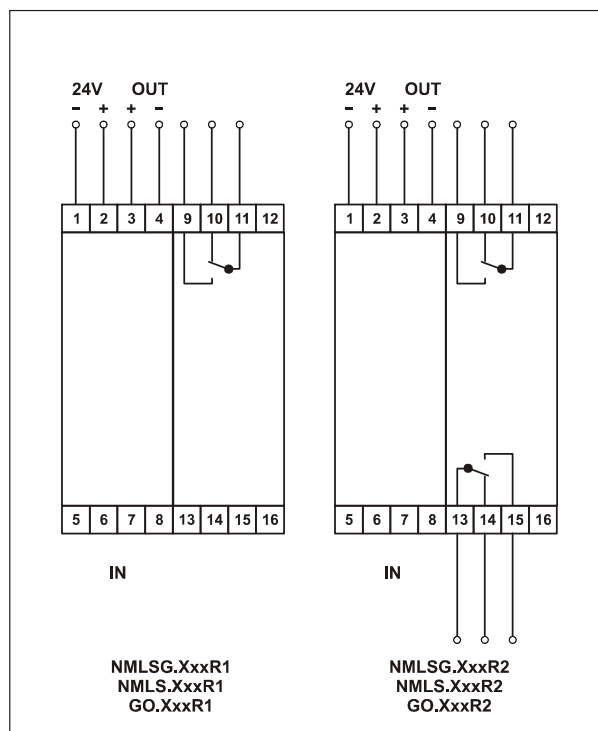 24V OUT
- + + -
1 2 3 4 9 10 11 12
5 6 7 8 13 14 15 16
IN
NMLSG.XxxR1
NMLS.XxxR1
GO.XxxR1
24V OUT
- + + -
1 2 3 4 9 10 11 12
5 6 7 8 13 14 15 16
IN
NMLSG.XxxR2
NMLS.XxxR2
GO.XxxR2